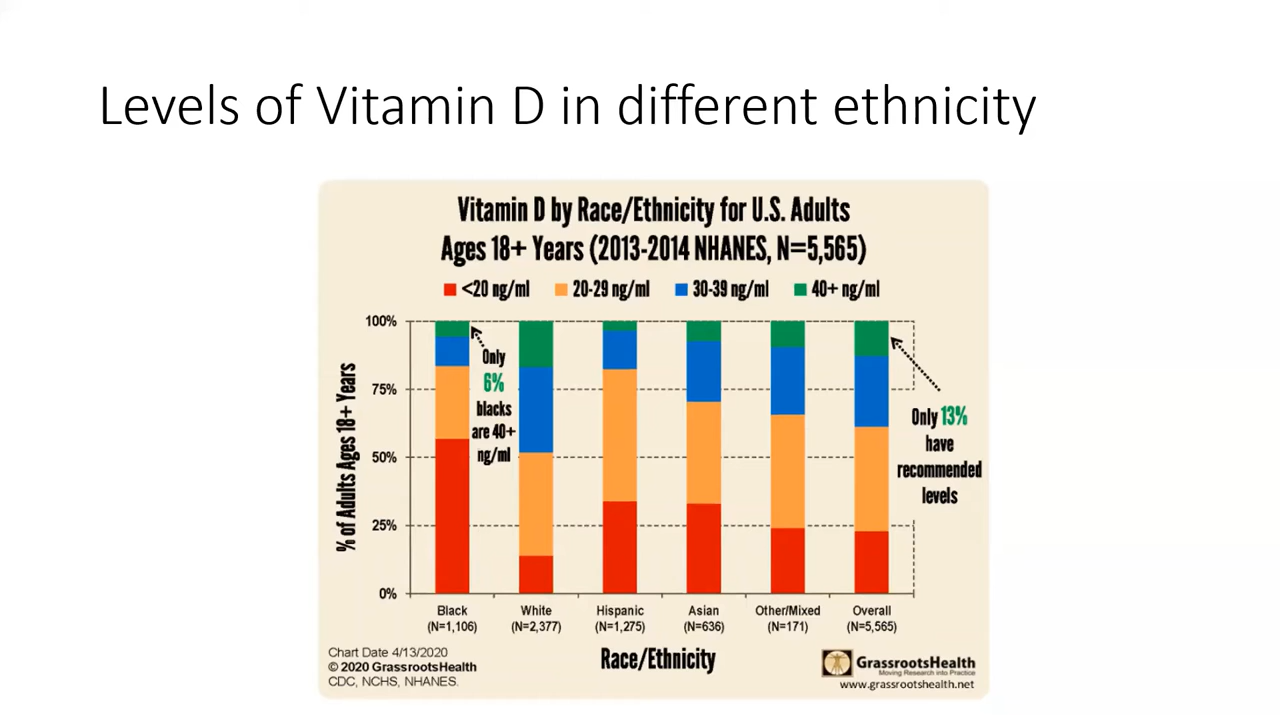 Levels of Vitamin D in different ethnicity
Vitamin D by Race/Ethnicity for U.S. Adults
Ages 18+ Years (2013-2014 NHANES, N=5,565)
<20 ng/ml 20-29 ng/ml 30-39 ng/ml 40+ ng/ml
% of Adults Ages 18+ Years
100%
75%
50%
25%
0%
Only
6%
blacks
are 40+
ng/ml
Only 13%
have
recommended
levels
Black White Hispanic Asian Other/Mixed Overall
(N=1,106) (N=2,377) (N=1,275) (N=636) (N=171) (N=5,565)
Race/Ethnicity
Chart Date 4/13/2020
© 2020 GrassrootsHealth
CDC, NCHS, NHANES.
GrassrootsHealth
Moving Research into Practice
www.grassrootshealth.net